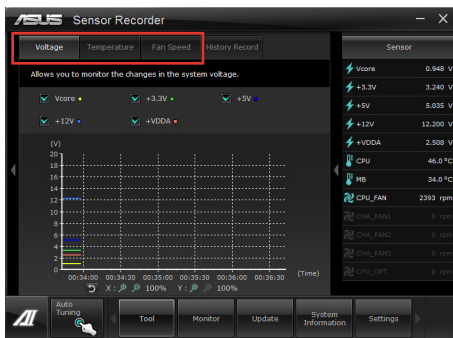 ASUS Sensor Recorder
Voltage Temperature Fan Speed History Record
Allows you to monitor the changes in the system voltage.
Vcore +3.3V +5V
+12V +VDDA
(V)
20
18
16
14
12
10
8
6
4
2
0
00:34:00 00:34:30 00:35:00 00:35:30 00:36:00 00:36:30 (Time)
X : 100% Y : 100%
Sensor
Vcore 0.948 V
+3.3V 3.240 V
+5V 5.035 V
+12V 12.200 V
+VDDA 2.508 V
CPU 46.0 °C
MB 34.0 °C
CPU_FAN 2393 rpm
CHA_FAN1 0 rpm
CHA_FAN2 0 rpm
CHA_FAN3 0 rpm
CPU_OPT 0 rpm
Auto
Tuning
Tool Monitor Update System
Information Settings